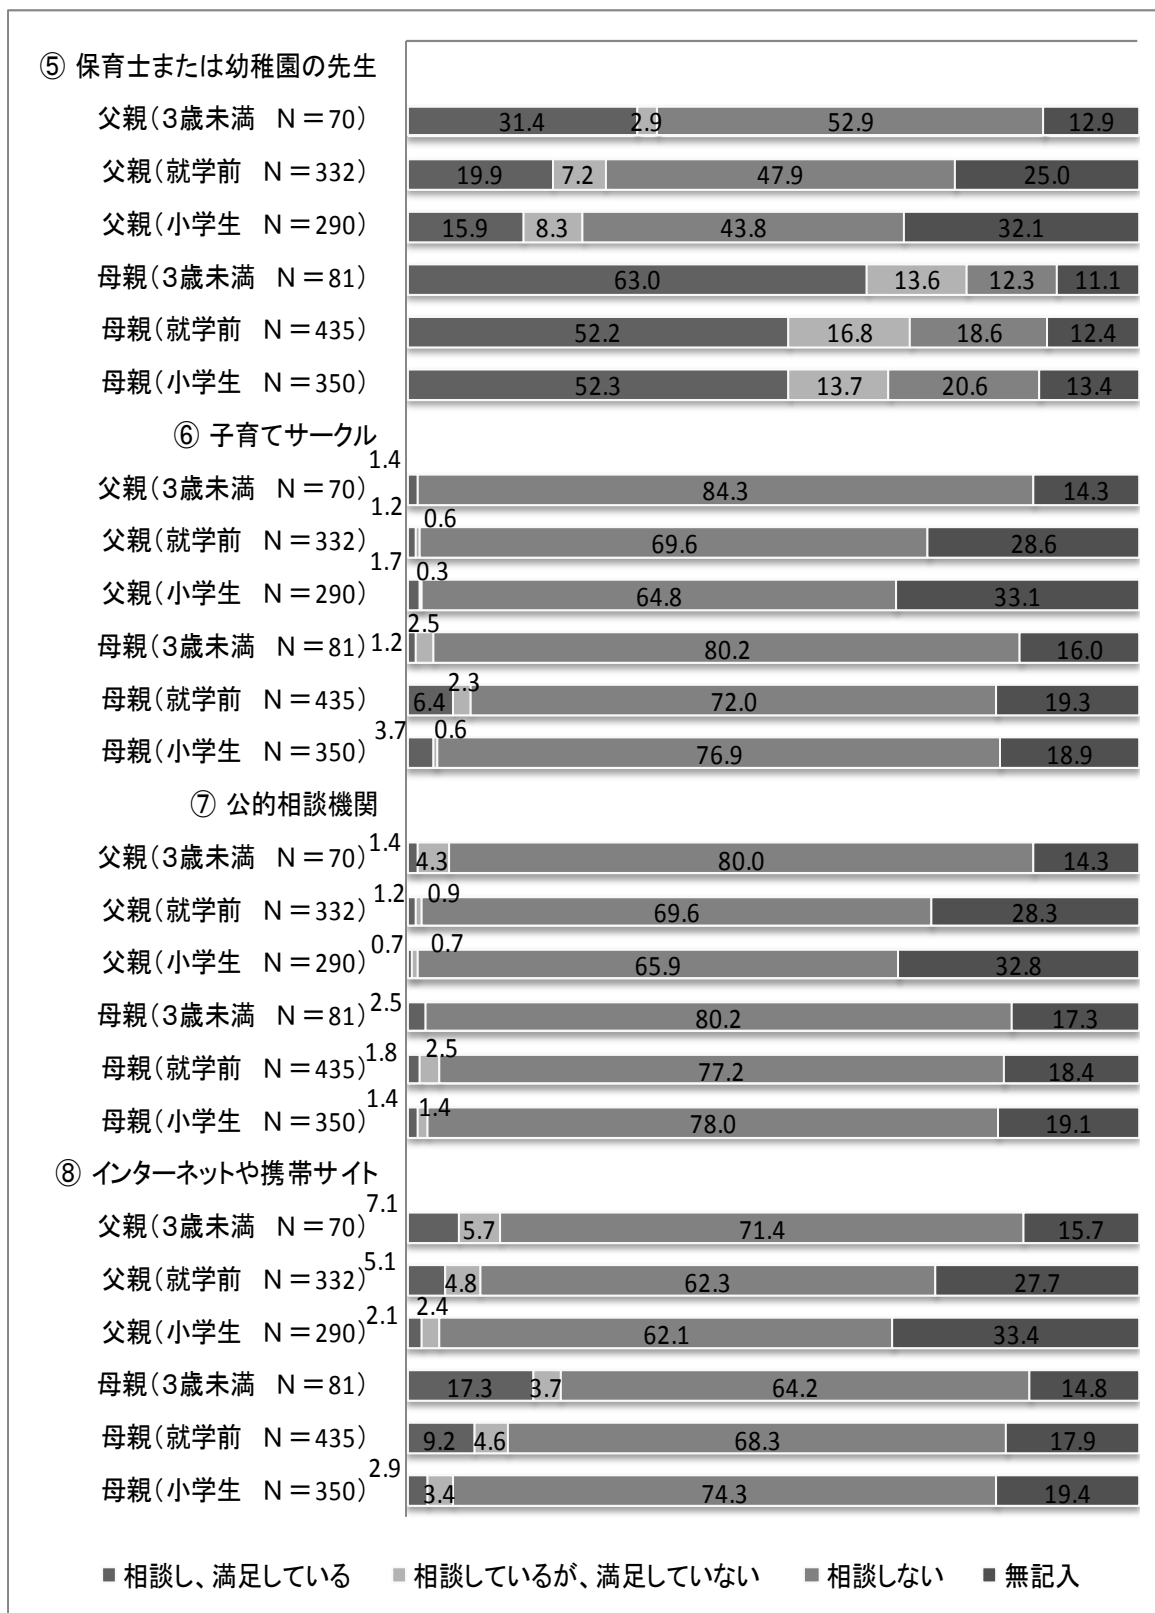 ⑤ 保育士または幼稚園の先生
父親（3歳未満　N＝70） 31.4 2.9 52.9 12.9
父親（就学前　N＝332） 19.9 7.2 47.9 25.0
父親（小学生　N＝290） 15.9 8.3 43.8 32.1
母親（3歳未満　N＝81） 63.0 13.6 12.3 11.1
母親（就学前　N＝435） 52.2 16.8 18.6 12.4
母親（小学生　N＝350） 52.3 13.7 20.6 13.4
⑥ 子育てサークル
父親（3歳未満　N＝70） 1.4 84.3 14.3
父親（就学前　N＝332） 1.2 0.6 69.6 28.6
父親（小学生　N＝290） 1.7 0.3 64.8 33.1
母親（3歳未満　N＝81） 1.2 2.5 80.2 16.0
母親（就学前　N＝435） 6.4 2.3 72.0 19.3
母親（小学生　N＝350） 3.7 0.6 76.9 18.9
⑦ 公的相談機関
父親（3歳未満　N＝70） 1.4 4.3 80.0 14.3
父親（就学前　N＝332） 1.2 0.9 69.6 28.3
父親（小学生　N＝290） 0.7 0.7 65.9 32.8
母親（3歳未満　N＝81） 2.5 80.2 17.3
母親（就学前　N＝435） 1.8 2.5 77.2 18.4
母親（小学生　N＝350） 1.4 1.4 78.0 19.1
⑧ インターネットや携帯サイト
父親（3歳未満　N＝70） 7.1 5.7 71.4 15.7
父親（就学前　N＝332） 5.1 4.8 62.3 27.7
父親（小学生　N＝290） 2.1 2.4 62.1 33.4
母親（3歳未満　N＝81） 17.3 3.7 64.2 14.8
母親（就学前　N＝435） 9.2 4.6 68.3 17.9
母親（小学生　N＝350） 2.9 3.4 74.3 19.4
相談し、満足している 相談しているが、満足していない 相談しない 無記入